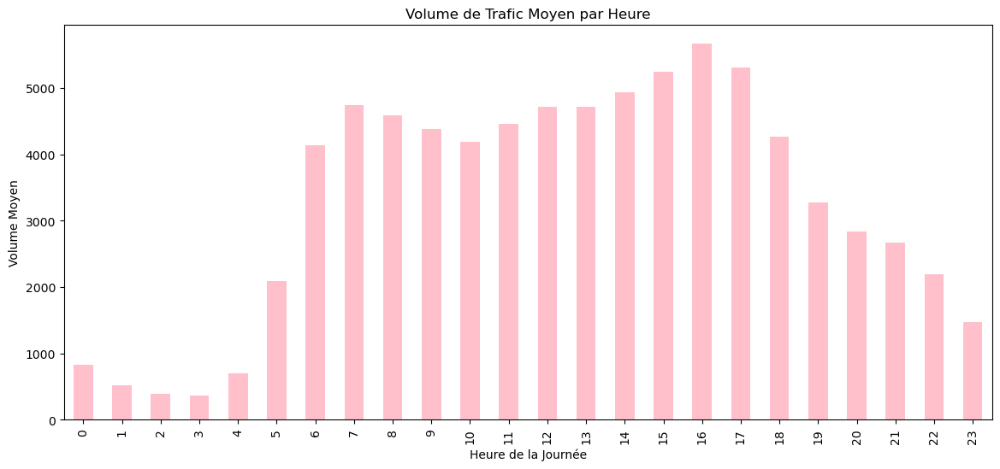 Volume de Trafic Moyen par Heure
Volume Moyen
5000
4000
3000
2000
1000
0
0 1 2 3 4 5 6 7 8 9 10 11 12 13 14 15 16 17 18 19 20 21 22 23
Heure de la Journée